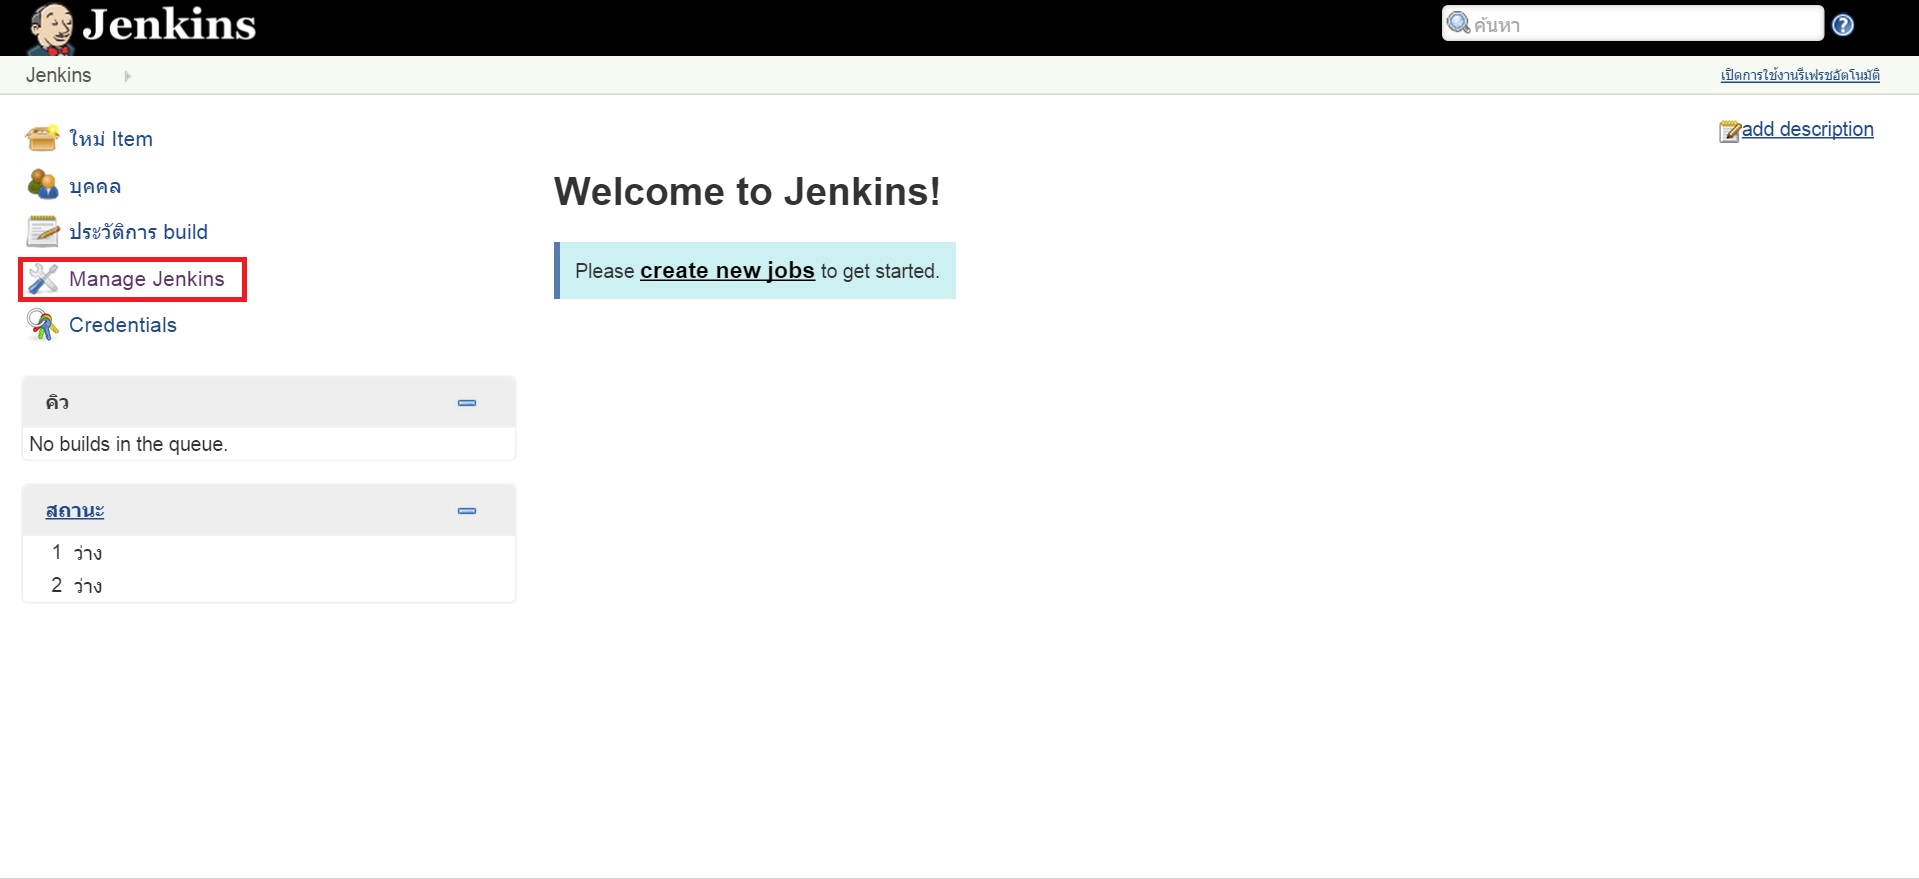 Jenkins
ค้นหา
Jenkins
เปิดการใช้งานรีเฟรชอัตโนมัติ
ใหม่ Item
บุคคล
ประวัติการ build
Manage Jenkins
Credentials
add description
Welcome to Jenkins!
Please create new jobs to get started.
คิว
No builds in the queue.
สถานะ
1 ว่าง
2 ว่าง